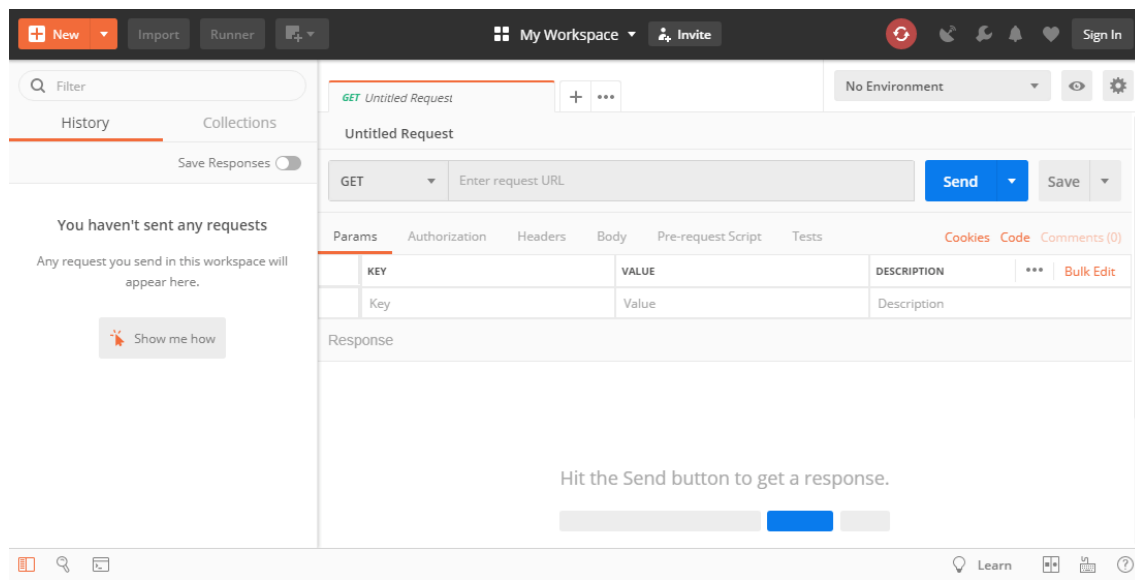 New Import Runner My Workspace Invite Sign In
Filter
History Collections
Save Responses
You haven't sent any requests
Any request you send in this workspace will
appear here.
Show me how
GET Untitled Request
No Environment
Untitled Request
GET Enter request URL Send Save
Params Authorization Headers Body Pre-request Script Tests Cookies Code Comments (0)
KEY VALUE DESCRIPTION Bulk Edit
Key Value Description
Response
Hit the Send button to get a response.
Learn